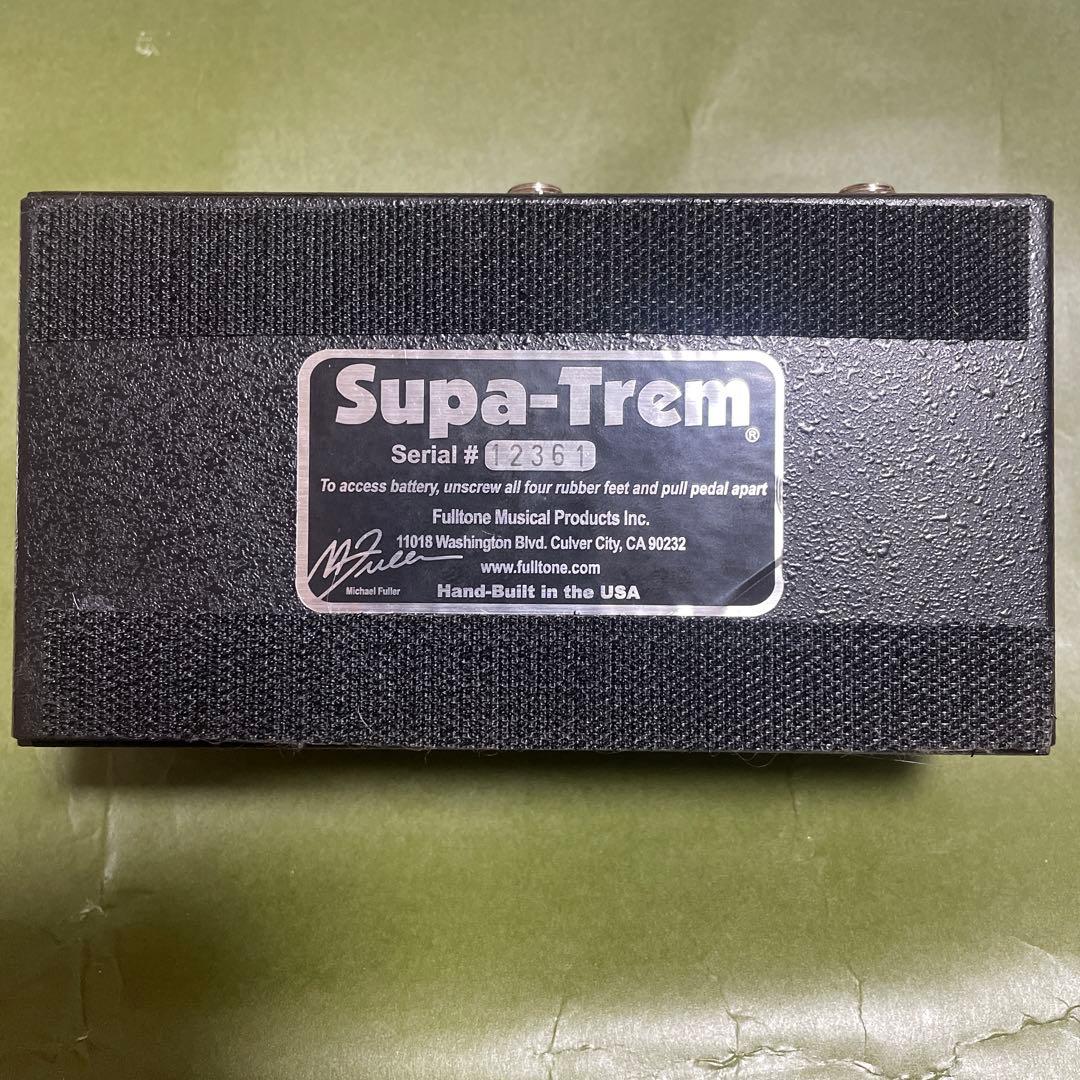 Supa-Trem®
Serial # 12361
To access battery, unscrew all four rubber feet and pull pedal apart
Fulltone Musical Products Inc.
11018 Washington Blvd. Culver City, CA 90232
M Fuller
www.fulltone.com
Michael Fuller
Hand-Built in the USA